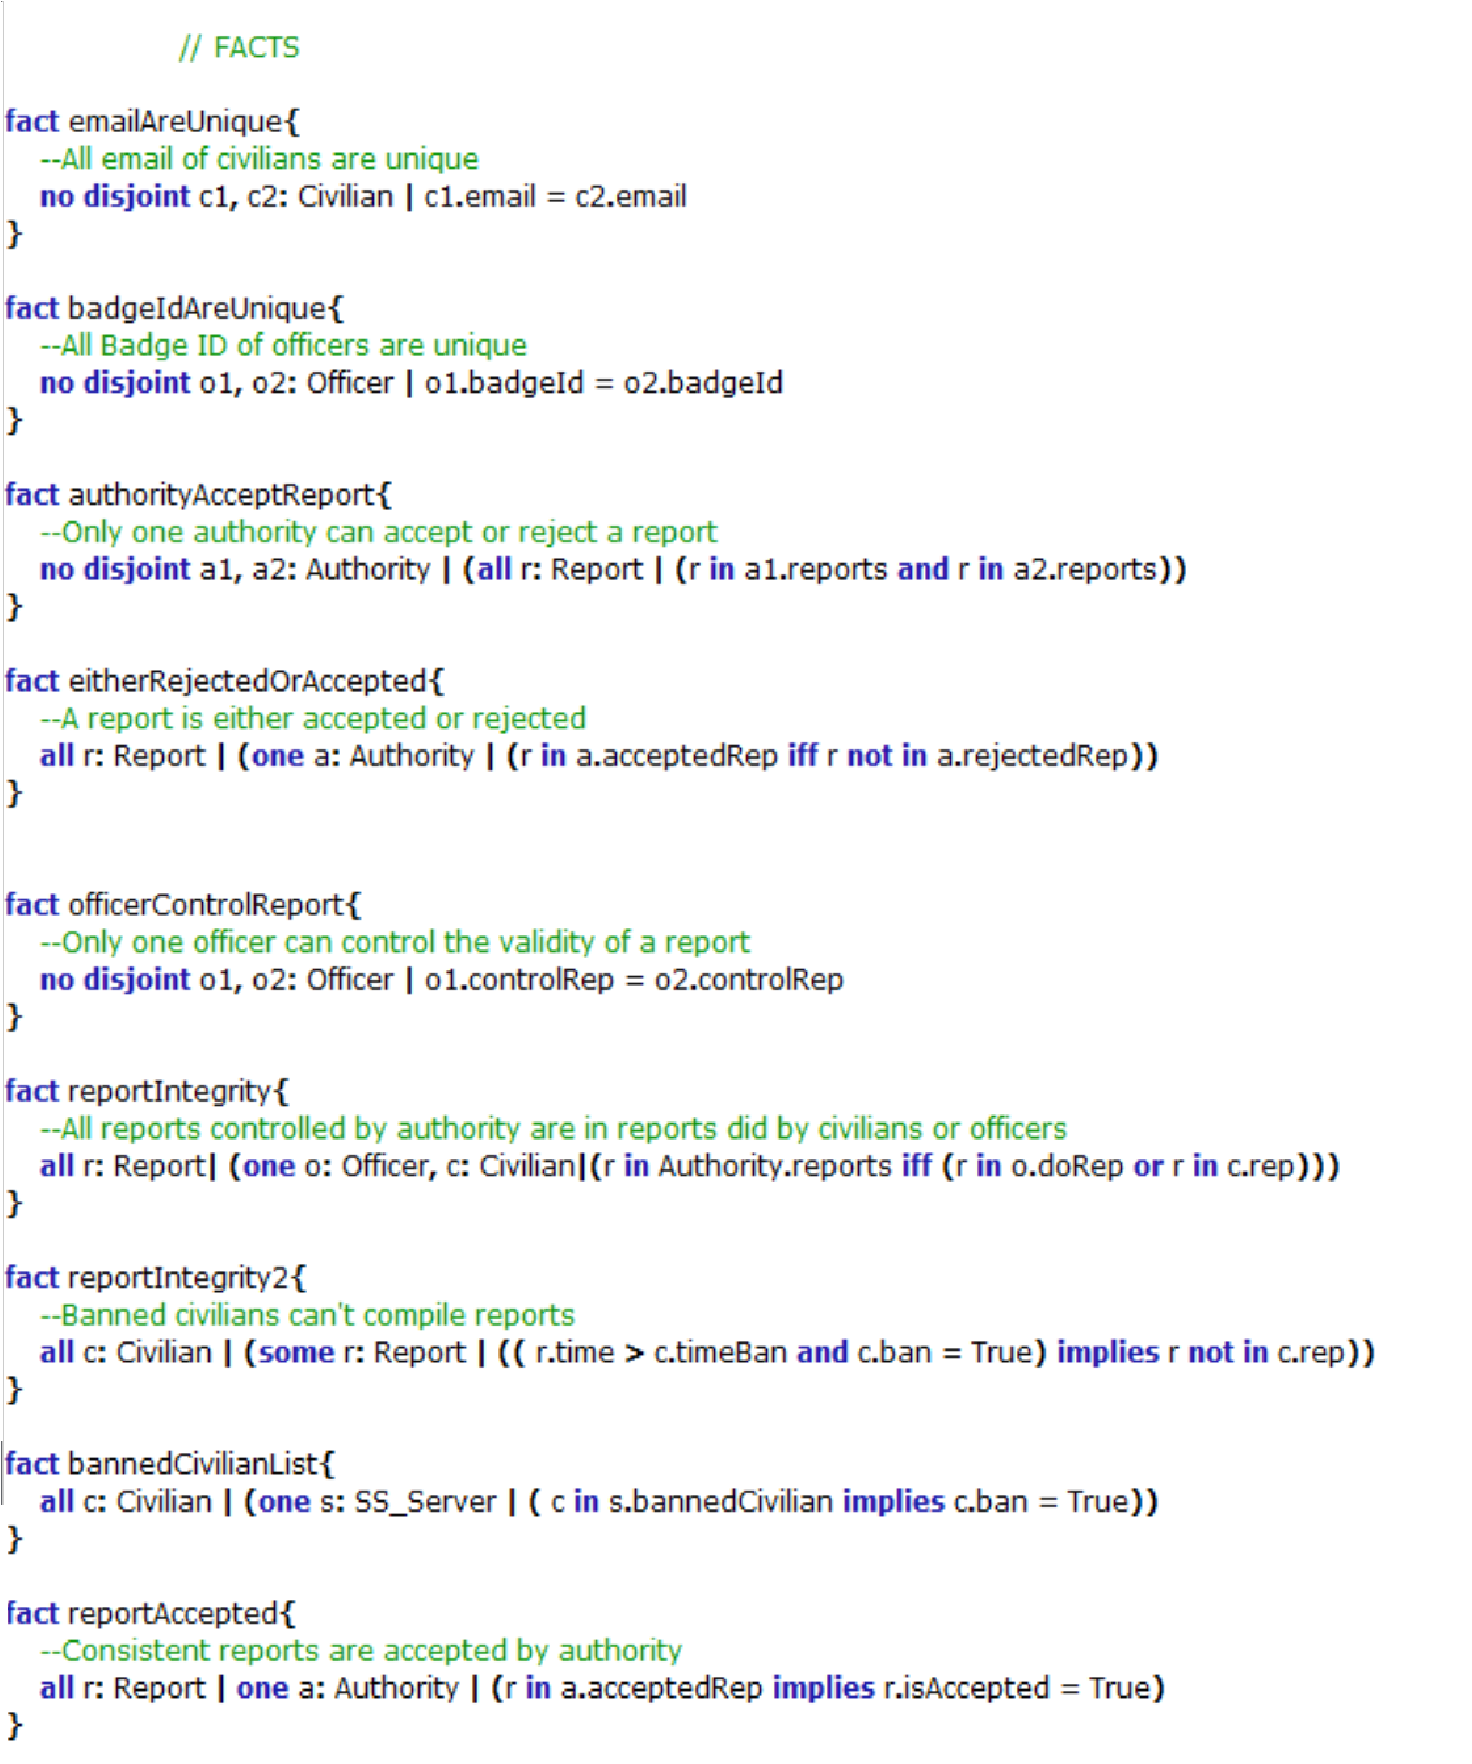 // FACTS
fact emailAreUnique{
--All email of civilians are unique
no disjoint c1, c2: Civilian | c1.email = c2.email
}
fact badgeIdAreUnique{
--All Badge ID of officers are unique
no disjoint o1, o2: Officer | o1.badgeId = o2.badgeId
}
fact authorityAcceptReport{
--Only one authority can accept or reject a report
no disjoint a1, a2: Authority | (all r: Report | (r in a1.reports and r in a2.reports))
}
fact eitherRejectedOrAccepted{
--A report is either accepted or rejected
all r: Report | (one a: Authority | (r in a.acceptedRep iff r not in a.rejectedRep))
}
fact officerControlReport{
--Only one officer can control the validity of a report
no disjoint o1, o2: Officer | o1.controlRep = o2.controlRep
}
fact reportIntegrity{
--All reports controlled by authority are in reports did by civilians or officers
all r: Report| (one o: Officer, c: Civilian|(r in Authority.reports iff (r in o.doRep or r in c.rep)))
}
fact reportIntegrity2{
--Banned civilians can't compile reports
all c: Civilian | (some r: Report | (( r.time > c.timeBan and c.ban = True) implies r not in c.rep))
}
fact bannedCivilianList{
all c: Civilian | (one s: SS_Server | ( c in s.bannedCivilian implies c.ban = True))
}
fact reportAccepted{
--Consistent reports are accepted by authority
all r: Report | one a: Authority | (r in a.acceptedRep implies r.isAccepted = True)
}